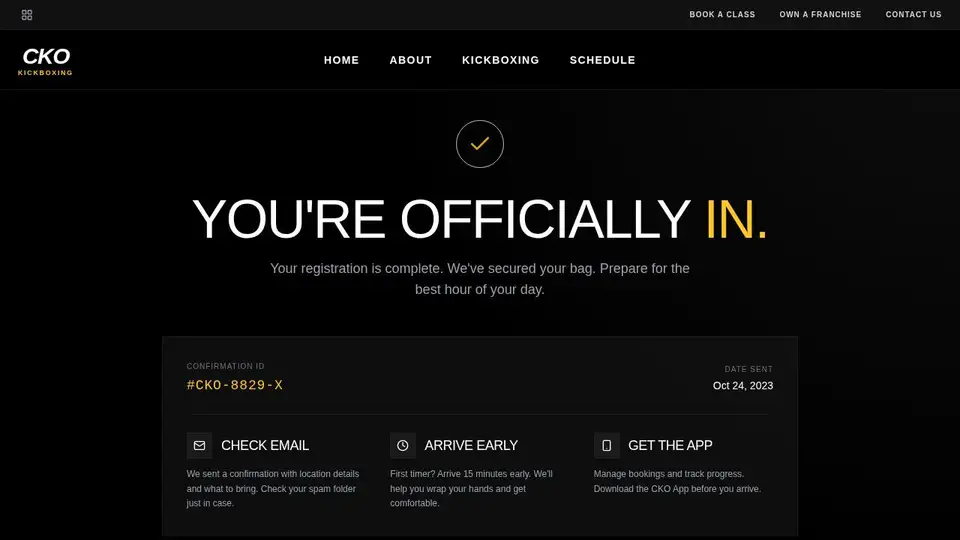 BOOK A CLASS
OWN A FRANCHISE
CONTACT US
CKO
KICKBOXING
HOME
ABOUT
KICKBOXING
SCHEDULE
YOU'RE OFFICIALLY IN.
Your registration is complete. We've secured your bag. Prepare for the
best hour of your day.
CONFIRMATION ID
#CKO-8829-X
DATE SENT
Oct 24, 2023
CHECK EMAIL
We sent a confirmation with location details
and what to bring. Check your spam folder
just in case.
ARRIVE EARLY
First timer? Arrive 15 minutes early. We'll
help you wrap your hands and get
comfortable.
GET THE APP
Manage bookings and track progress.
Download the CKO App before you arrive.